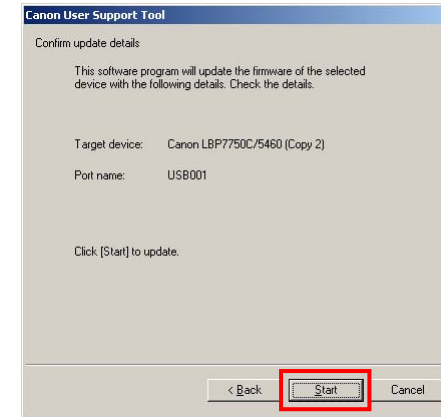 Canon User Support Tool
Confirm update details
This software program will update the firmware of the selected
device with the following details. Check the details.
Target device: Canon LBP7750C/5460 (Copy 2)
Port name: USB001
Click [Start] to update.
< Back Start Cancel